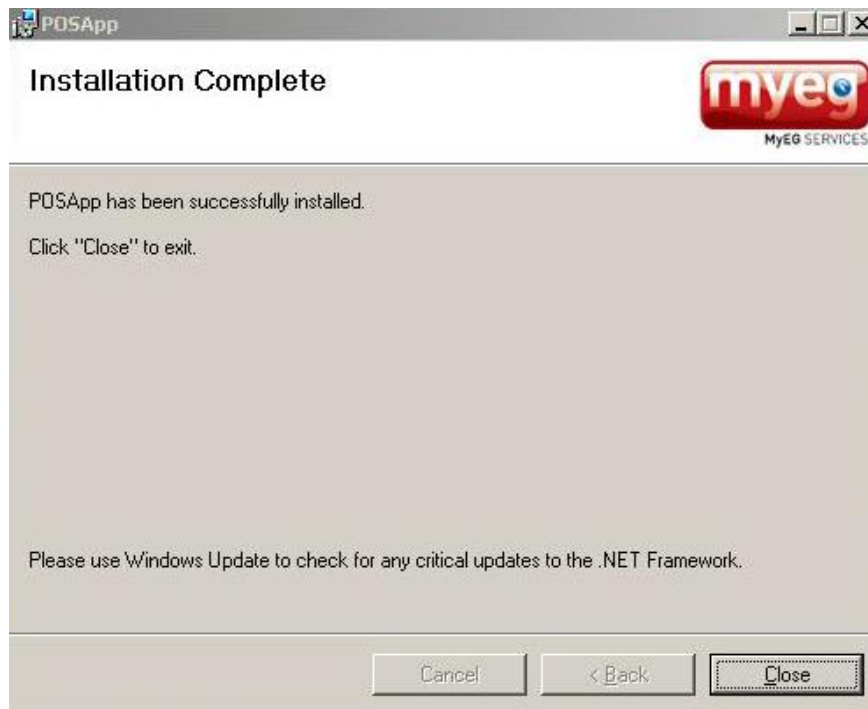 POSApp
Installation Complete
myeg
MyEG SERVICES
POSApp has been successfully installed.
Click "Close" to exit.
Please use Windows Update to check for any critical updates to the .NET Framework.
Cancel
< Back
Close